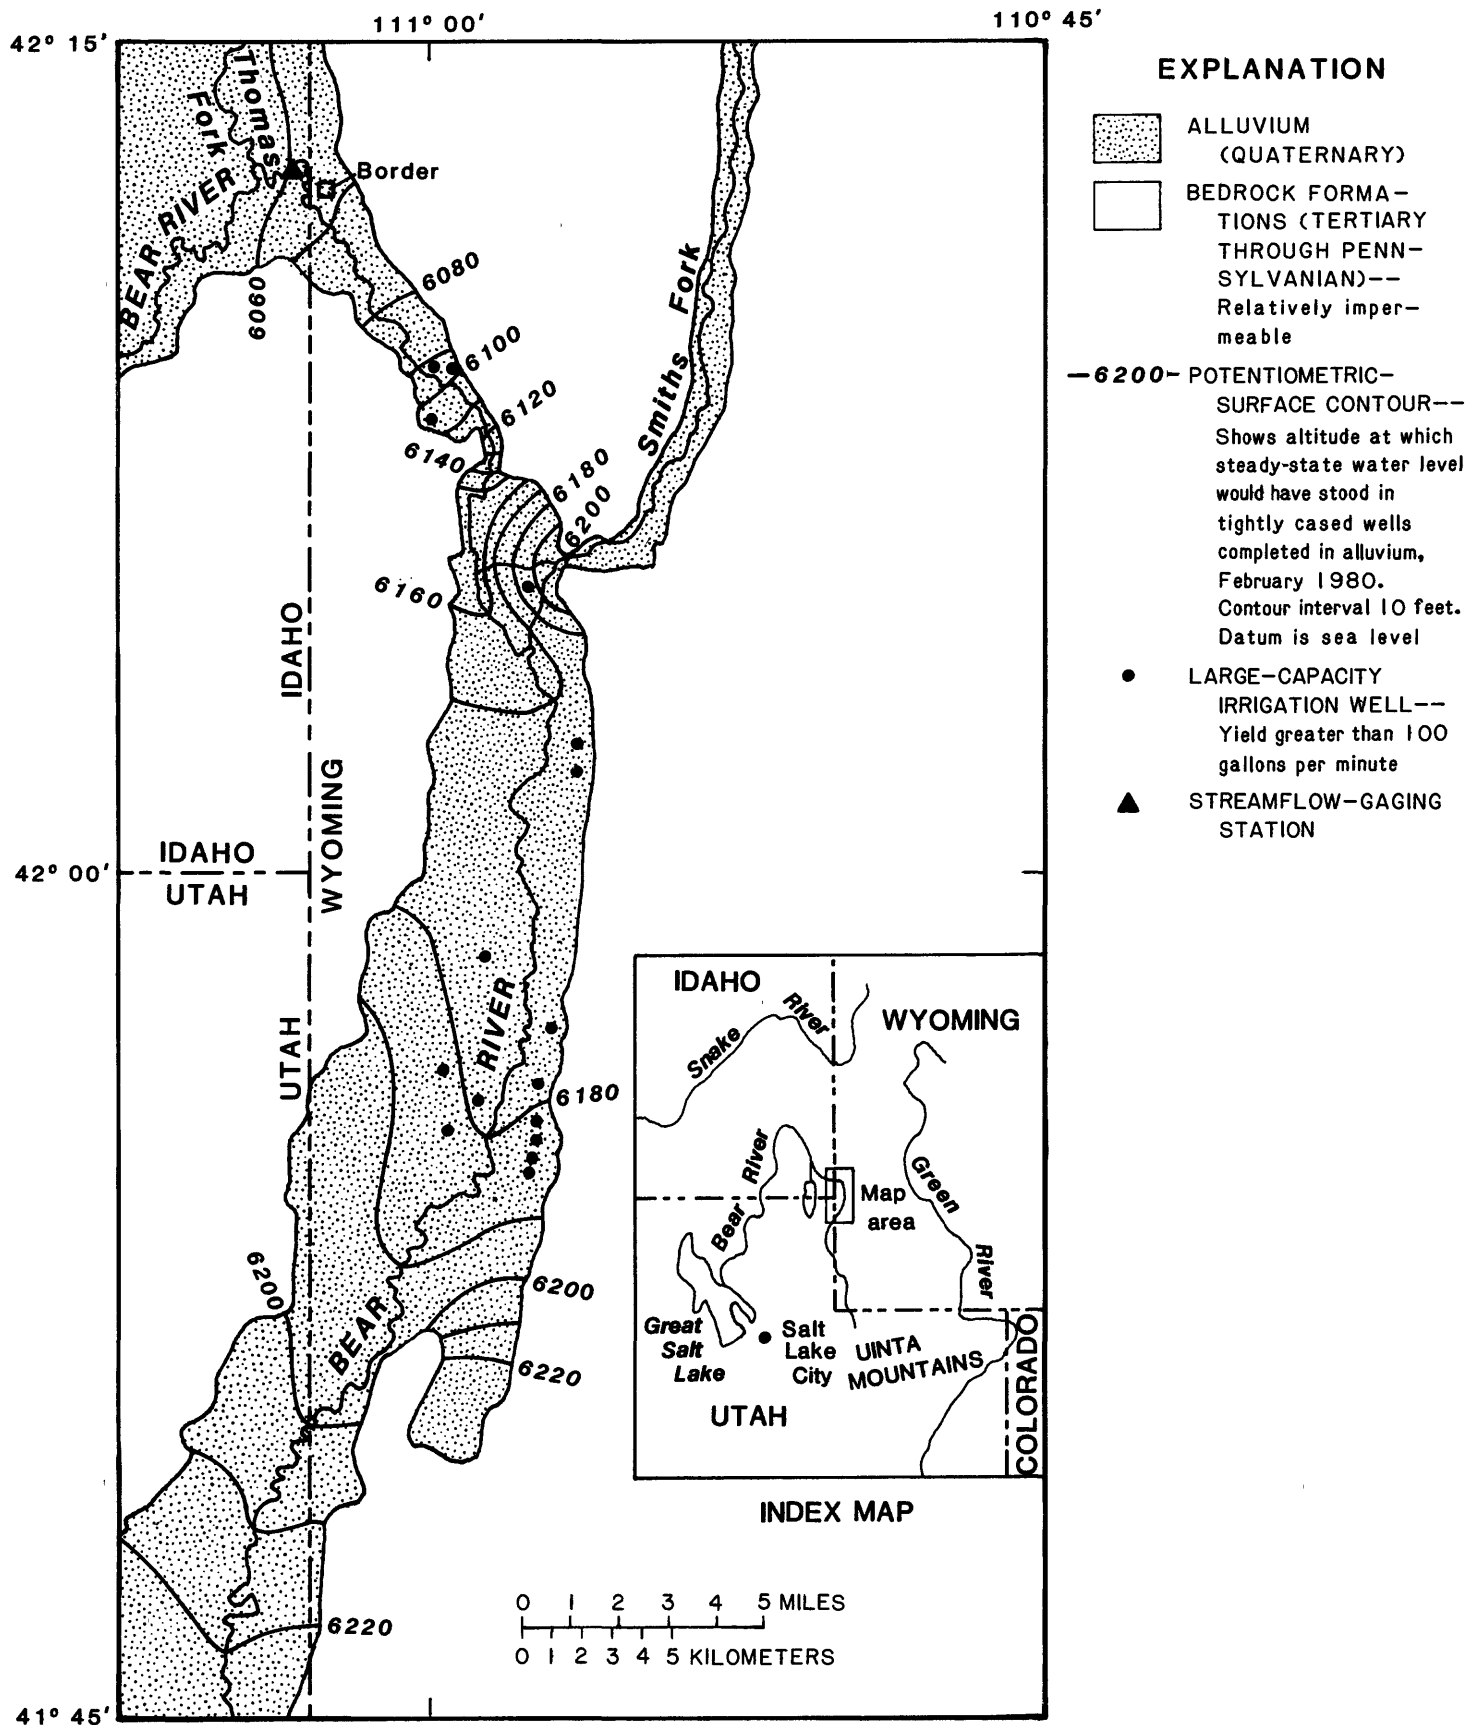 111° 00'
110° 45'
42° 15'
Thomas
Fork
Border
BEAR RIVER
6060
6080
6100
6120
6140
6180
6200
6160
Smiths Fork
IDAHO
WYOMING
42° 00'
IDAHO
UTAH
UTAH
RIVER
6180
6200
6200
BEAR
6220
6220
41° 45'
EXPLANATION
ALLUVIUM
(QUATERNARY)
BEDROCK FORMA-
TIONS (TERTIARY
THROUGH PENN-
SYLVANIAN)--
Relatively imper-
meable
—6200— POTENTIOMETRIC-
SURFACE CONTOUR--
Shows altitude at which
steady-state water level
would have stood in
tightly cased wells
completed in alluvium,
February 1980.
Contour interval 10 feet.
Datum is sea level
LARGE-CAPACITY
IRRIGATION WELL--
Yield greater than 100
gallons per minute
STREAMFLOW-GAGING
STATION
IDAHO
WYOMING
Snake River
Bear River
Green River
Map
area
Great
Salt
Lake
Salt
Lake
City
UINTA
MOUNTAINS
UTAH
COLORADO
INDEX MAP
0 1 2 3 4 5 MILES
0 1 2 3 4 5 KILOMETERS